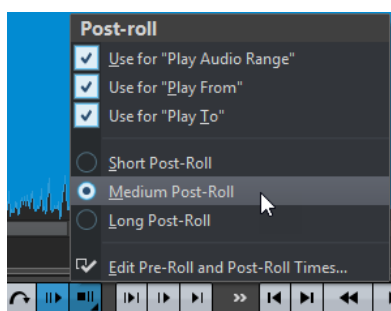 Post-roll
Use for "Play Audio Range"
Use for "Play From"
Use for "Play To"
Short Post-Roll
Medium Post-Roll
Long Post-Roll
Edit Pre-Roll and Post-Roll Times...